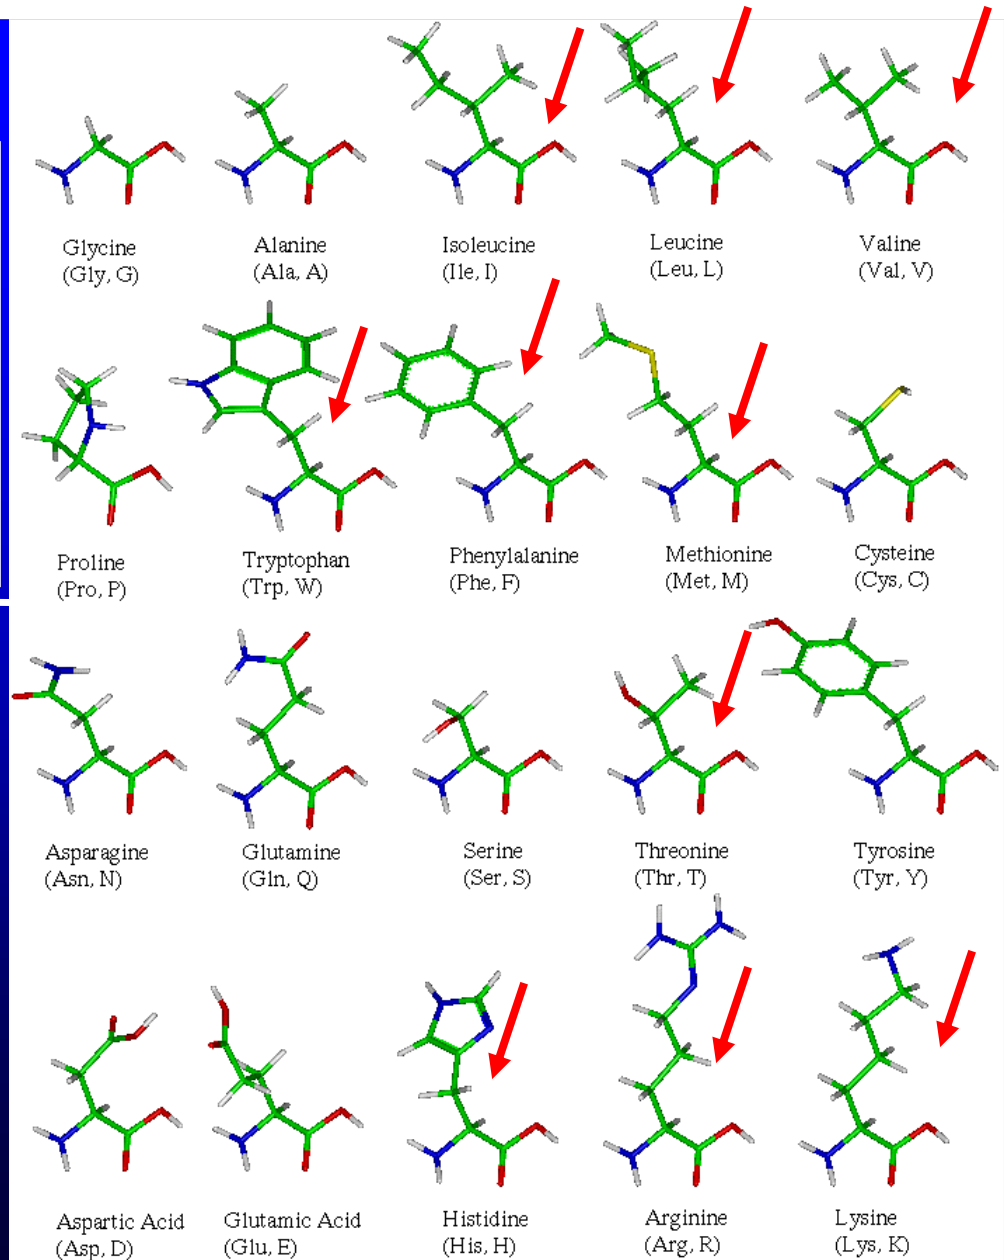 Glycine
(Gly, G)
Alanine
(Ala, A)
Isoleucine
(Ile, I)
Leucine
(Leu, L)
Valine
(Val, V)
Proline
(Pro, P)
Tryptophan
(Trp, W)
Phenylalanine
(Phe, F)
Methionine
(Met, M)
Cysteine
(Cys, C)
Asparagine
(Asn, N)
Glutamine
(Gln, Q)
Serine
(Ser, S)
Threonine
(Thr, T)
Tyrosine
(Tyr, Y)
Aspartic Acid
(Asp, D)
Glutamic Acid
(Glu, E)
Histidine
(His, H)
Arginine
(Arg, R)
Lysine
(Lys, K)